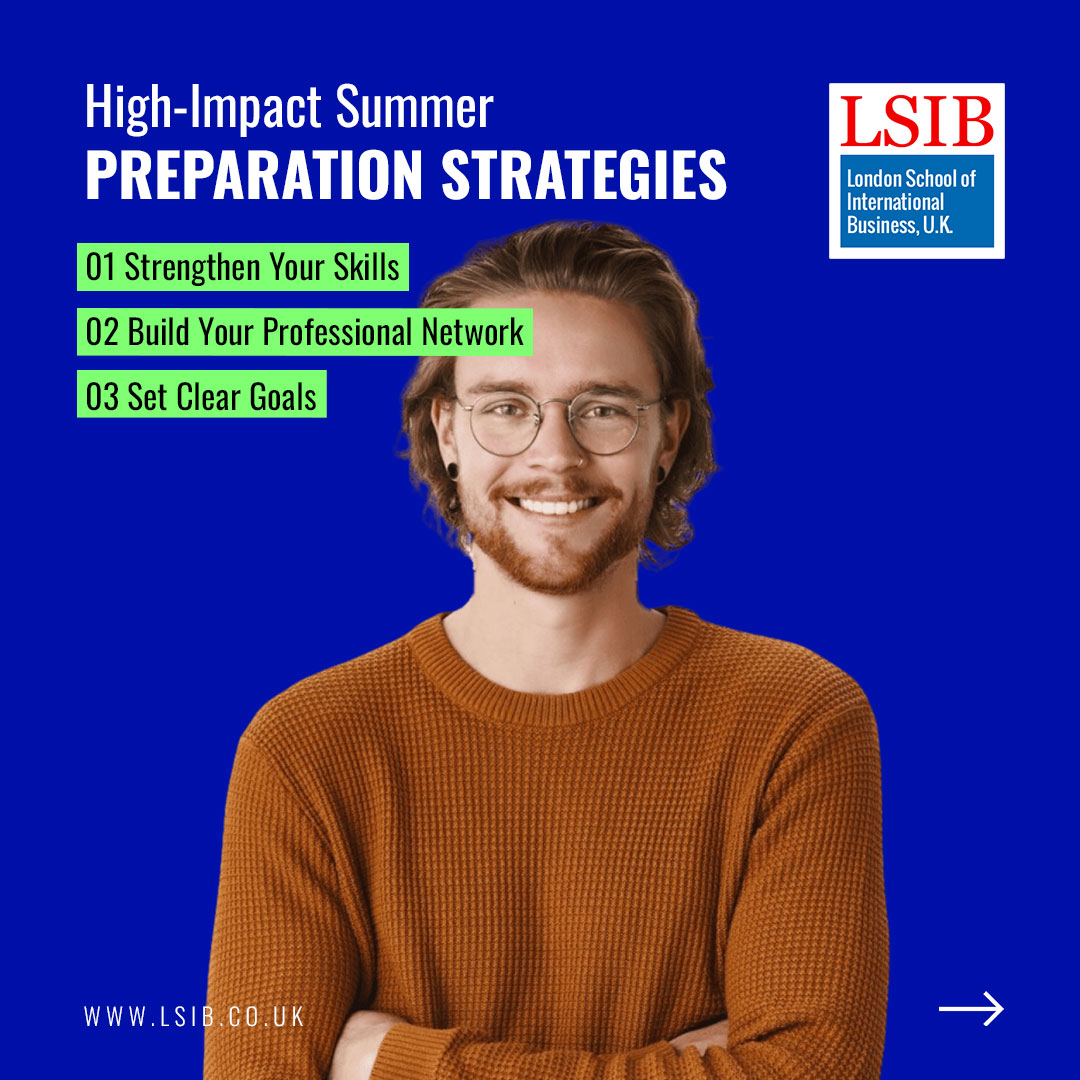 High-Impact Summer
PREPARATION STRATEGIES
LSIB
London School of
International
Business, U.K.
01 Strengthen Your Skills
02 Build Your Professional Network
03 Set Clear Goals
WWW.LSIB.CO.UK